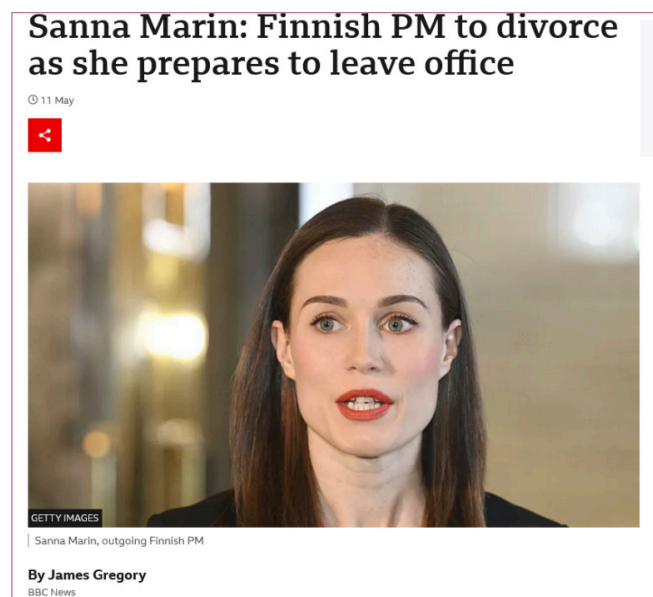 Sanna Marin: Finnish PM to divorce
as she prepares to leave office
11 May
GETTY IMAGES
Sanna Marin, outgoing Finnish PM
By James Gregory
BBC News